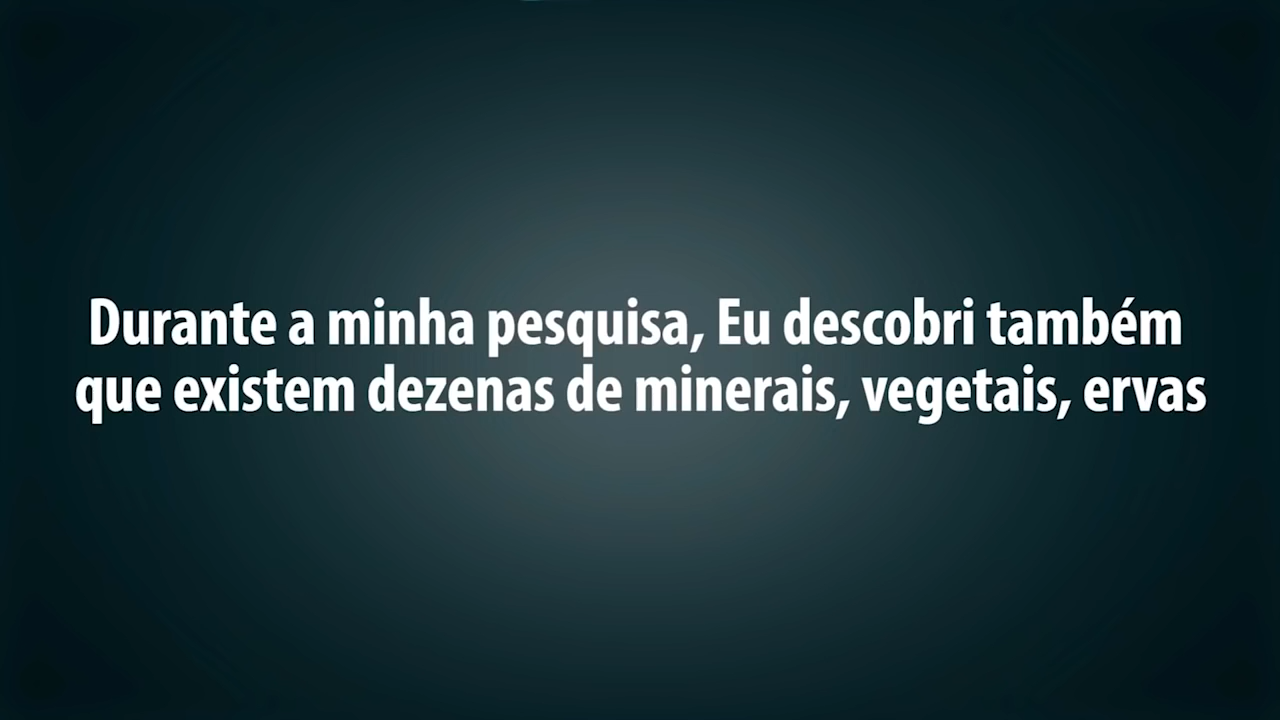 Durante a minha pesquisa, Eu descobri também
que existem dezenas de minerais, vegetais, ervas